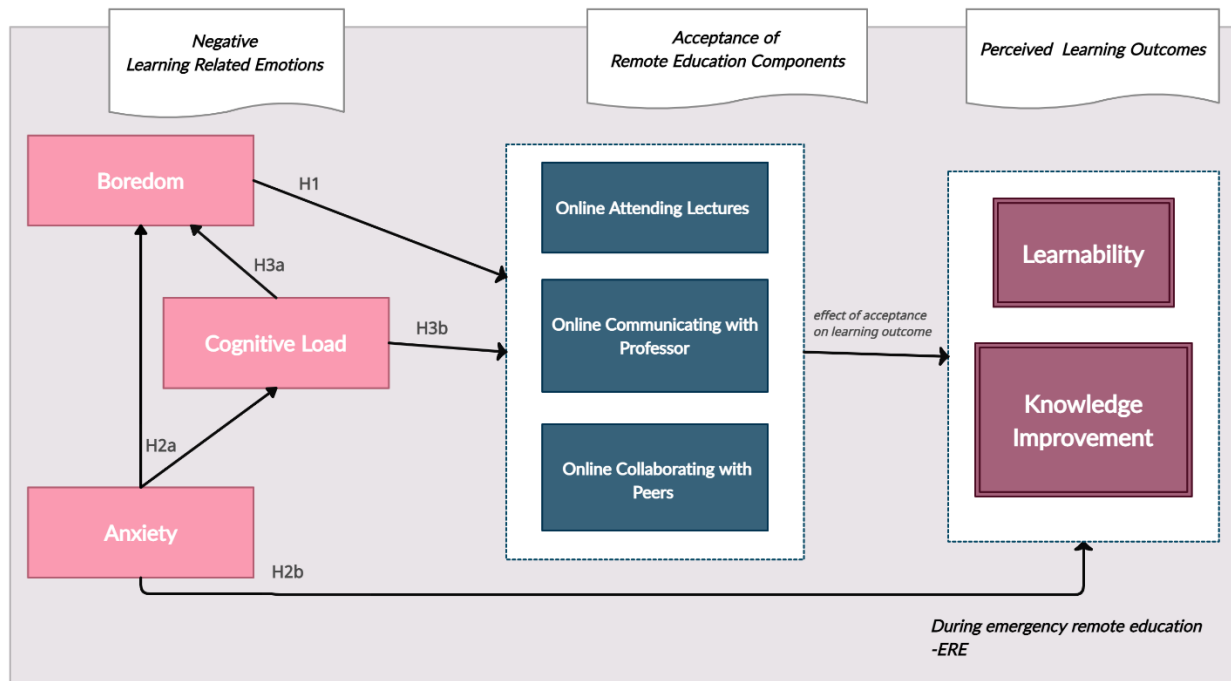 Negative
Learning Related Emotions
Acceptance of
Remote Education Components
Perceived Learning Outcomes
Boredom
H1
Online Attending Lectures
Learnability
H3a
Cognitive Load
H3b
Online Communicating with
Professor
effect of acceptance
on learning outcome
Knowledge
Improvement
H2a
Online Collaborating with
Peers
Anxiety
H2b
During emergency remote education
-ERE